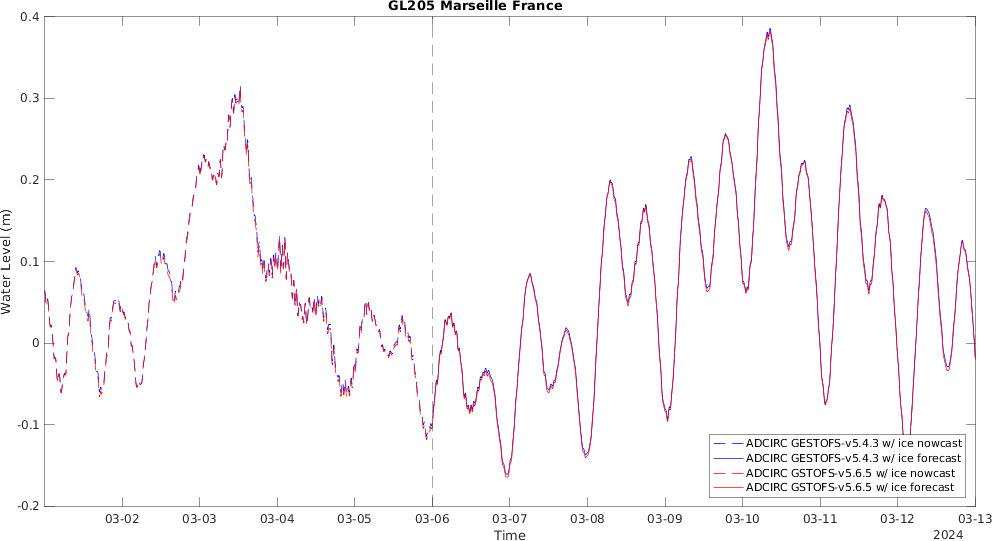 GL205 Marseille France
0.4
0.3
0.2
0.1
0
-0.1
-0.2
Water Level (m)
ADCIRC GESTOFS-v5.4.3 w/ ice nowcast
ADCIRC GESTOFS-v5.4.3 w/ ice forecast
ADCIRC GSTOFS-v5.6.5 w/ ice nowcast
ADCIRC GSTOFS-v5.6.5 w/ ice forecast
03-02 03-03 03-04 03-05 03-06 03-07 03-08 03-09 03-10 03-11 03-12 03-13
Time
2024